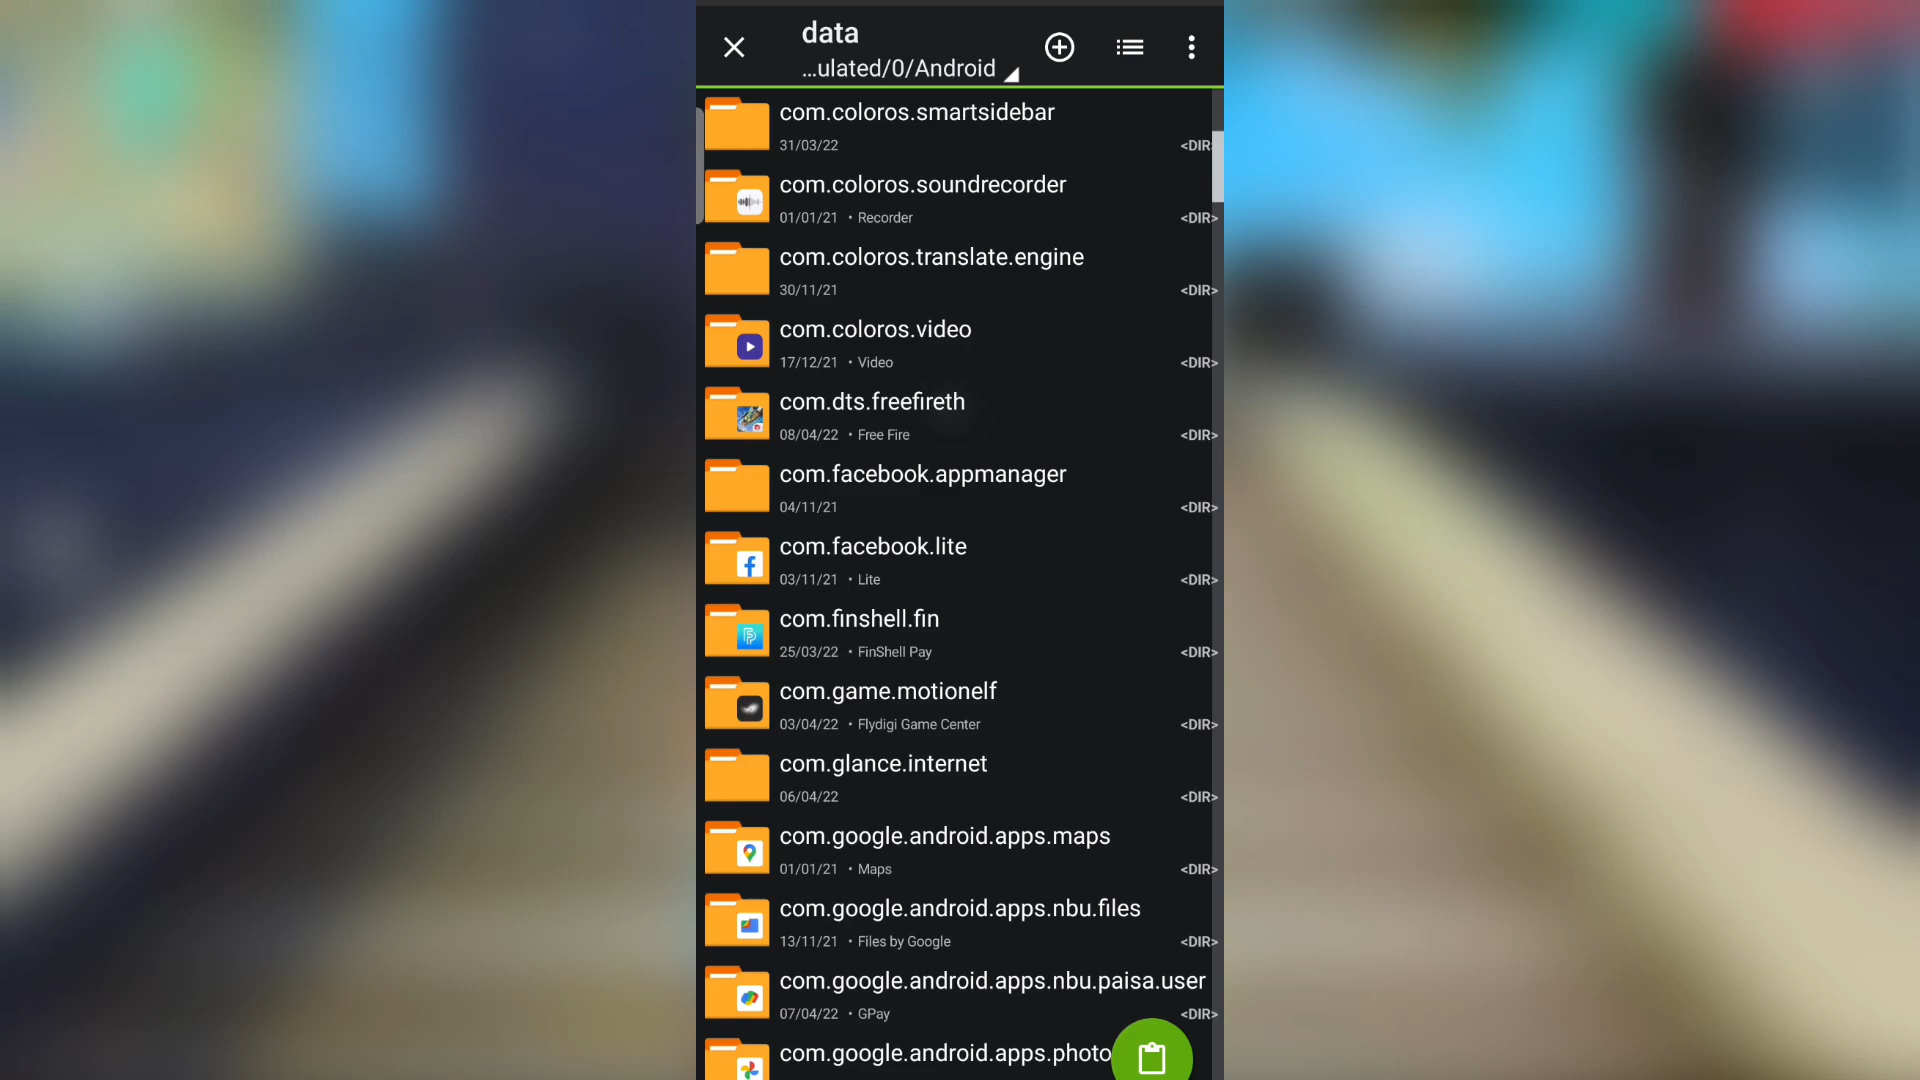 data
...ulated/0/Android
com.coloros.smartsidebar
31/03/22 <DIR
com.coloros.soundrecorder
01/01/21 • Recorder <DIR>
com.coloros.translate.engine
30/11/21 <DIR>
com.coloros.video
17/12/21 • Video <DIR>
com.dts.freefireth
08/04/22 • Free Fire <DIR>
com.facebook.appmanager
04/11/21 <DIR>
com.facebook.lite
03/11/21 • Lite <DIR>
com.finshell.fin
25/03/22 • FinShell Pay <DIR>
com.game.motionelf
03/04/22 • Flydigi Game Center <DIR>
com.glance.internet
06/04/22 <DIR>
com.google.android.apps.maps
01/01/21 • Maps <DIR>
com.google.android.apps.nbu.files
13/11/21 • Files by Google <DIR>
com.google.android.apps.nbu.paisa.user
07/04/22 • GPay <DIR>
com.google.android.apps.photo